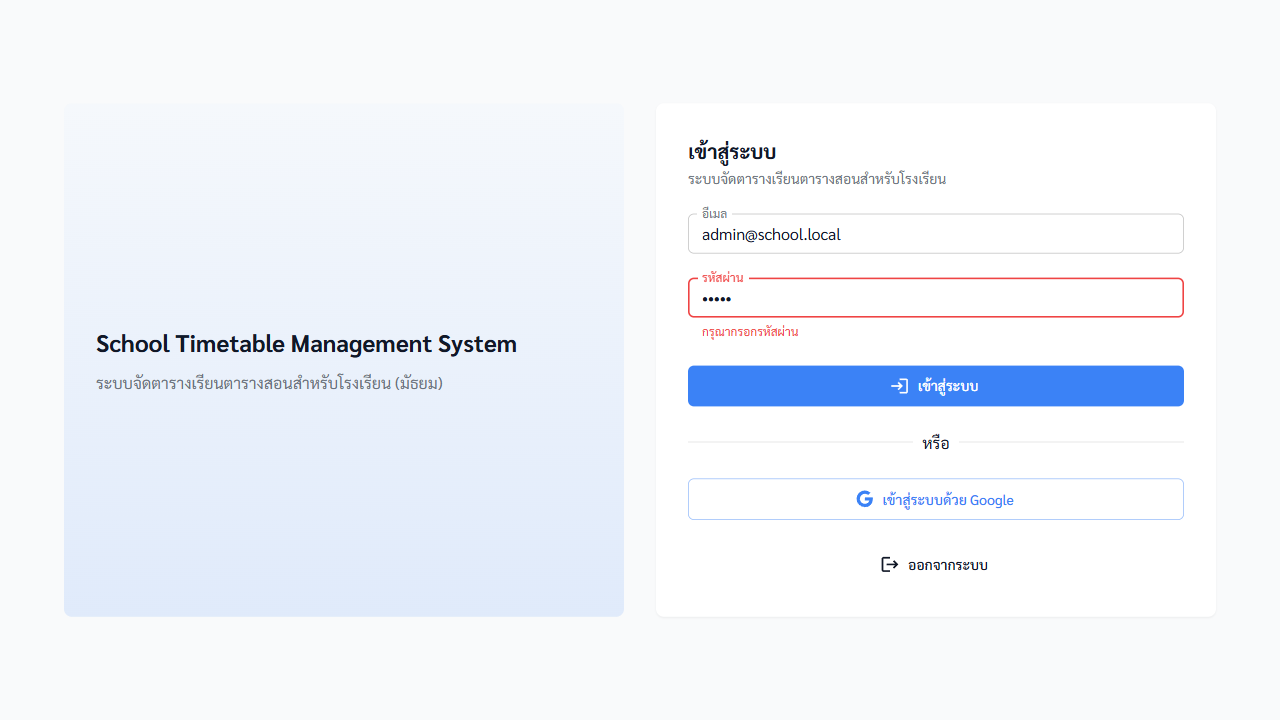 School Timetable Management System
ระบบจัดตารางเรียนตารางสอนสำหรับโรงเรียน (มัธยม)
เข้าสู่ระบบ
ระบบจัดตารางเรียนตารางสอนสำหรับโรงเรียน
อีเมล
admin@school.local
รหัสผ่าน
•••••
กรุณากรอกรหัสผ่าน
เข้าสู่ระบบ
หรือ
เข้าสู่ระบบด้วย Google
ออกจากระบบ